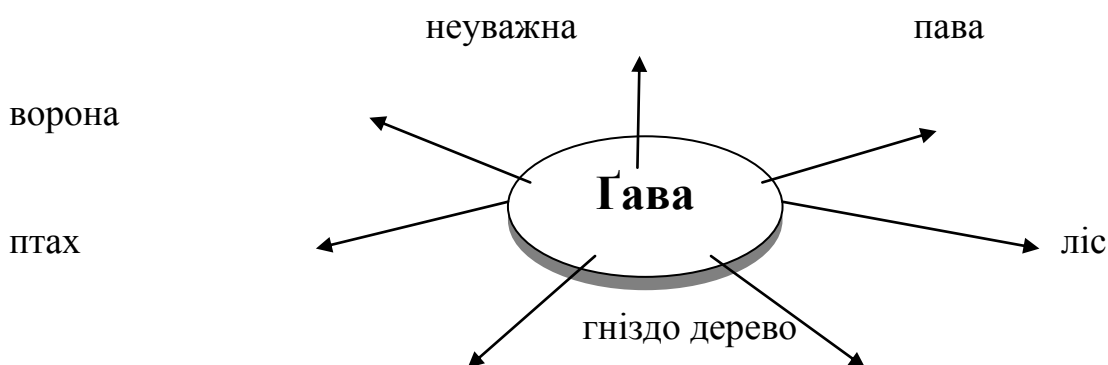 неуважна пава
ворона
Ґава
птах
ліс
гніздо дерево